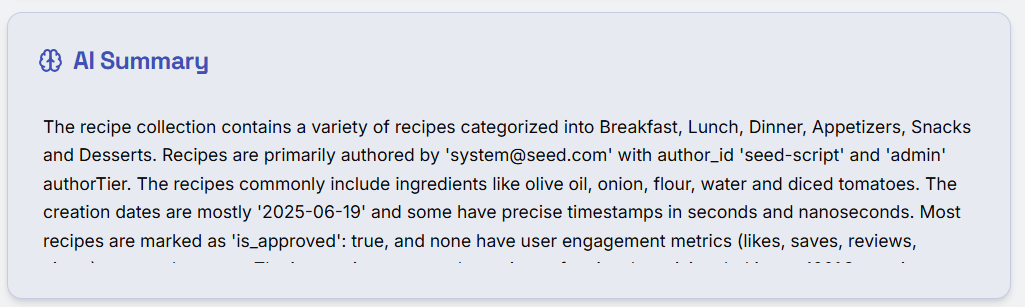 AI Summary
The recipe collection contains a variety of recipes categorized into Breakfast, Lunch, Dinner, Appetizers, Snacks
and Desserts. Recipes are primarily authored by 'system@seed.com' with author_id 'seed-script' and 'admin'
authorTier. The recipes commonly include ingredients like olive oil, onion, flour, water and diced tomatoes. The
creation dates are mostly '2025-06-19' and some have precise timestamps in seconds and nanoseconds. Most
recipes are marked as 'is_approved': true, and none have user engagement metrics (likes, saves, reviews,